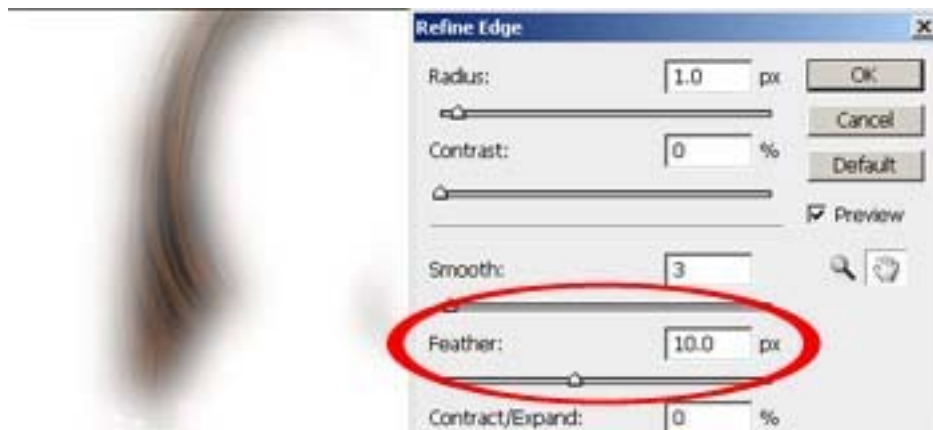 Refine Edge
Radius: 1.0 px
OK
Cancel
Contrast: 0 %
Default
Preview
Smooth: 3
Feather: 10.0 px
Contract/Expand: 0 %